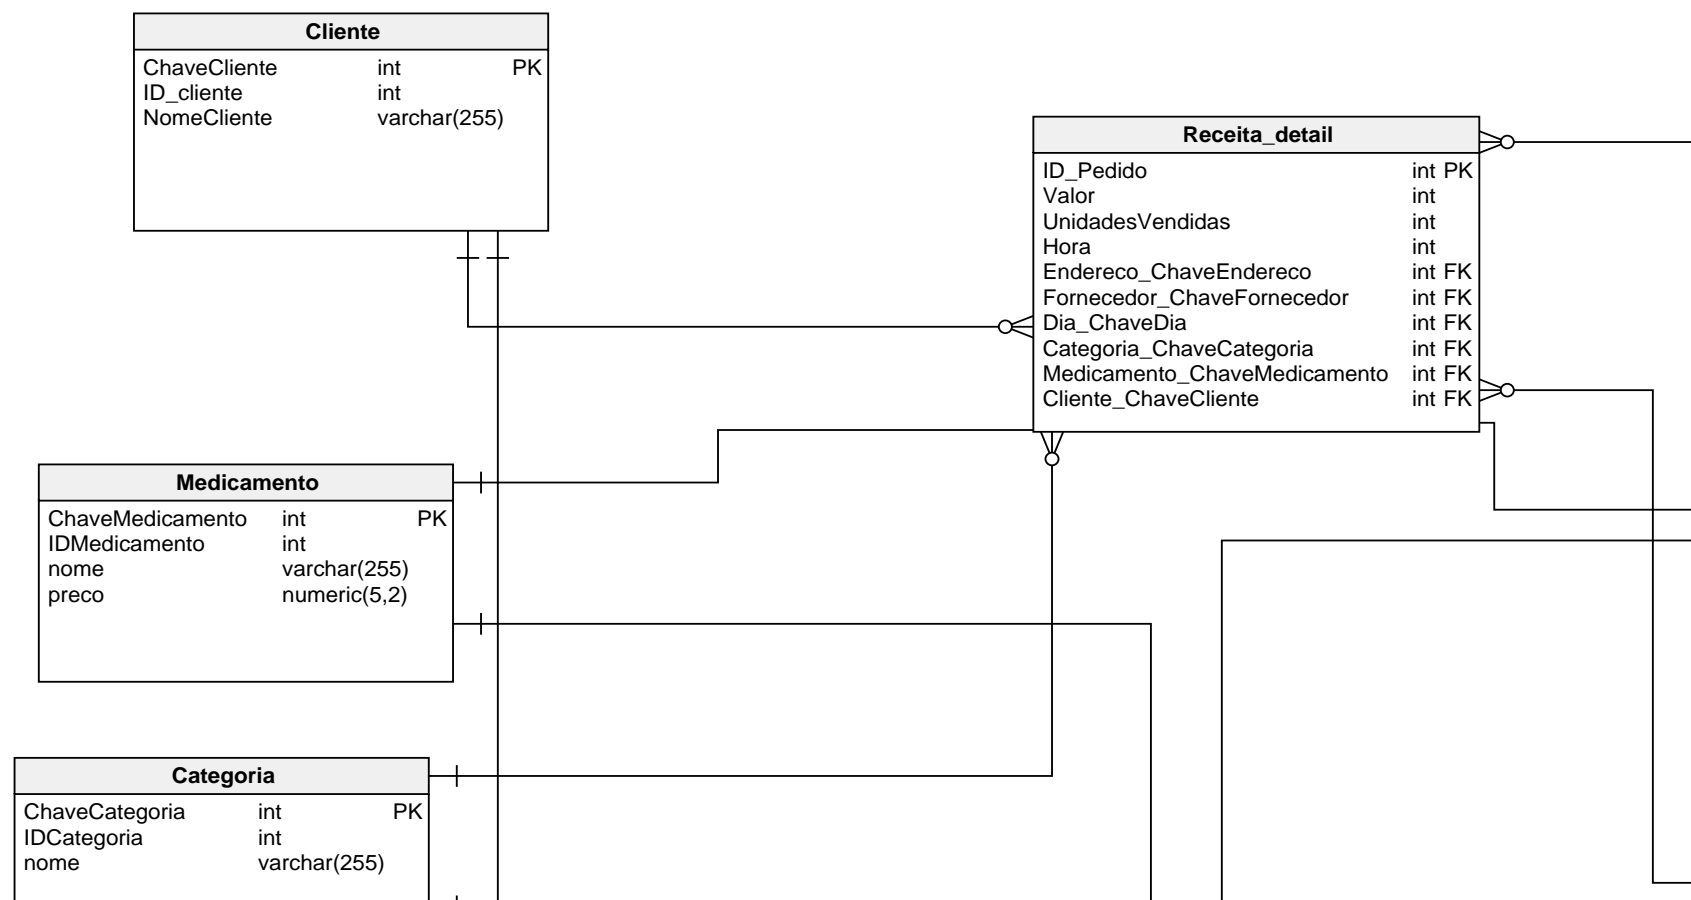 Cliente
ChaveCliente int PK
ID_cliente int
NomeCliente varchar(255)
Receita_detail
ID_Pedido int PK
Valor int
UnidadesVendidas int
Hora int
Endereco_ChaveEndereco int FK
Fornecedor_ChaveFornecedor int FK
Dia_ChaveDia int FK
Categoria_ChaveCategoria int FK
Medicamento_ChaveMedicamento int FK
Cliente_ChaveCliente int FK
Medicamento
ChaveMedicamento int PK
IDMedicamento int
nome varchar(255)
preco numeric(5,2)
Categoria
ChaveCategoria int PK
IDCategoria int
nome varchar(255)